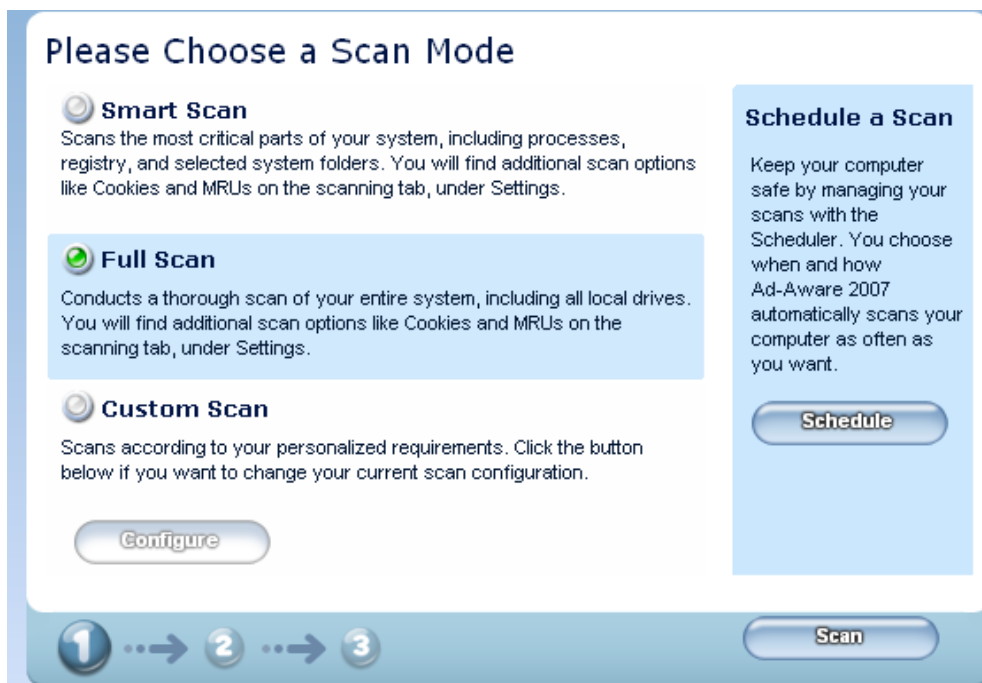 Please Choose a Scan Mode
Smart Scan
Scans the most critical parts of your system, including processes,
registry, and selected system folders. You will find additional scan options
like Cookies and MRUs on the scanning tab, under Settings.
Full Scan
Conducts a thorough scan of your entire system, including all local drives.
You will find additional scan options like Cookies and MRUs on the
scanning tab, under Settings.
Custom Scan
Scans according to your personalized requirements. Click the button
below if you want to change your current scan configuration.
Configure
Schedule a Scan
Keep your computer
safe by managing your
scans with the
Scheduler. You choose
when and how
Ad-Aware 2007
automatically scans your
computer as often as
you want.
Schedule
1 2 3
Scan